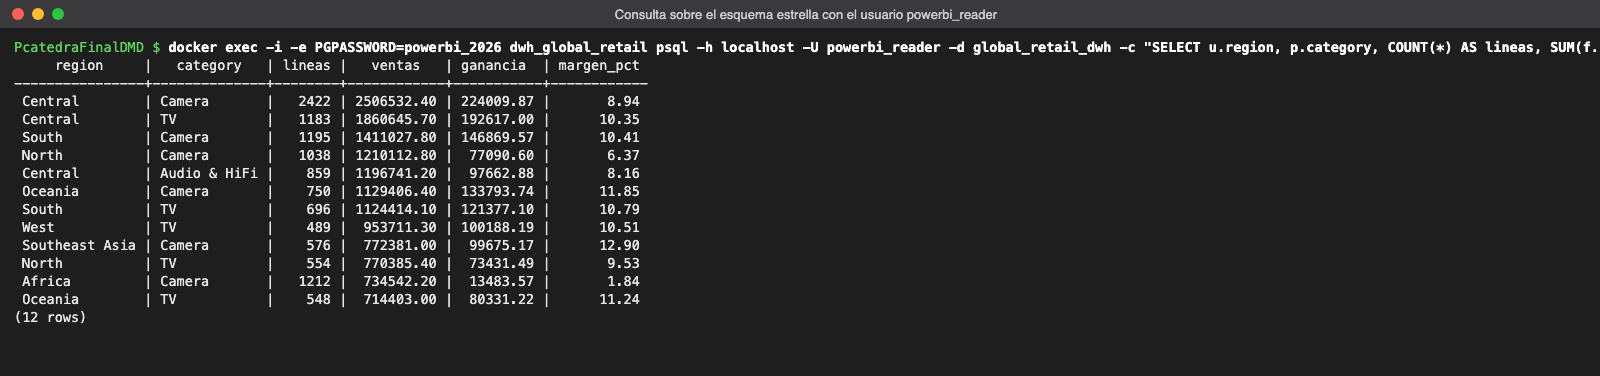 Consulta sobre el esquema estrella con el usuario powerbi_reader
PcatedraFinalDMD $ docker exec -i -e PGPASSWORD=powerbi_2026 dwh_global_retail psql -h localhost -U powerbi_reader -d global_retail_dwh -c "SELECT u.region, p.category, COUNT(*) AS lineas, SUM(f.
     region     |   category   | lineas |   ventas   | ganancia  | margen_pct
----------------+--------------+--------+------------+-----------+------------
 Central        | Camera       |   2422 | 2506532.40 | 224009.87 |       8.94
 Central        | TV           |   1183 | 1860645.70 | 192617.00 |      10.35
 South          | Camera       |   1195 | 1411027.80 | 146869.57 |      10.41
 North          | Camera       |   1038 | 1210112.80 |  77090.60 |       6.37
 Central        | Audio & HiFi |    859 | 1196741.20 |  97662.88 |       8.16
 Oceania        | Camera       |    750 | 1129406.40 | 133793.74 |      11.85
 South          | TV           |    696 | 1124414.10 | 121377.10 |      10.79
 West           | TV           |    489 |  953711.30 | 100188.19 |      10.51
 Southeast Asia | Camera       |    576 |  772381.00 |  99675.17 |      12.90
 North          | TV           |    554 |  770385.40 |  73431.49 |       9.53
 Africa         | Camera       |   1212 |  734542.20 |  13483.57 |       1.84
 Oceania        | TV           |    548 |  714403.00 |  80331.22 |      11.24
(12 rows)